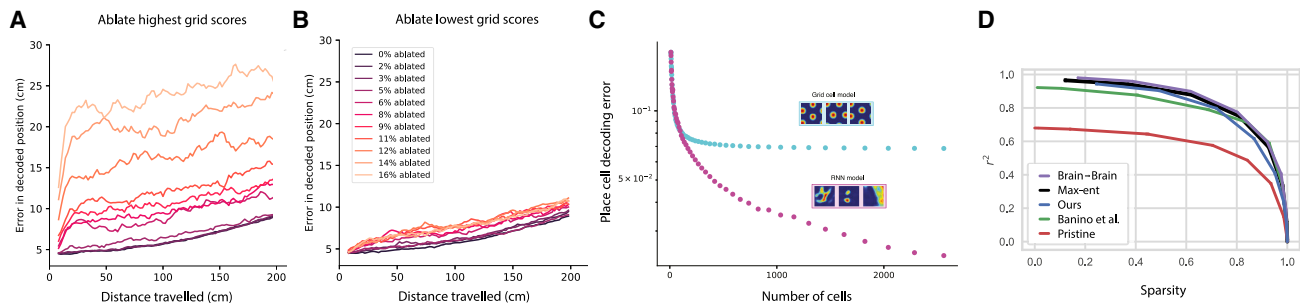 A
Ablate highest grid scores
Error in decoded position (cm)
30
25
20
15
10
5
0
50
100
150
200
Distance travelled (cm)
B
Ablate lowest grid scores
Error in decoded position (cm)
30
25
20
15
10
5
0% ablated
2% ablated
3% ablated
5% ablated
6% ablated
8% ablated
9% ablated
11% ablated
12% ablated
14% ablated
16% ablated
0
50
100
150
200
Distance travelled (cm)
C
Place cell decoding error
10⁻¹
5×10⁻²
Grid cell model
RNN model
0
1000
2000
Number of cells
D
r²
1.0
0.8
0.6
0.4
0.2
0.0
Brain-Brain
Max-ent
Ours
Banino et al.
Pristine
0.0
0.2
0.4
0.6
0.8
1.0
Sparsity